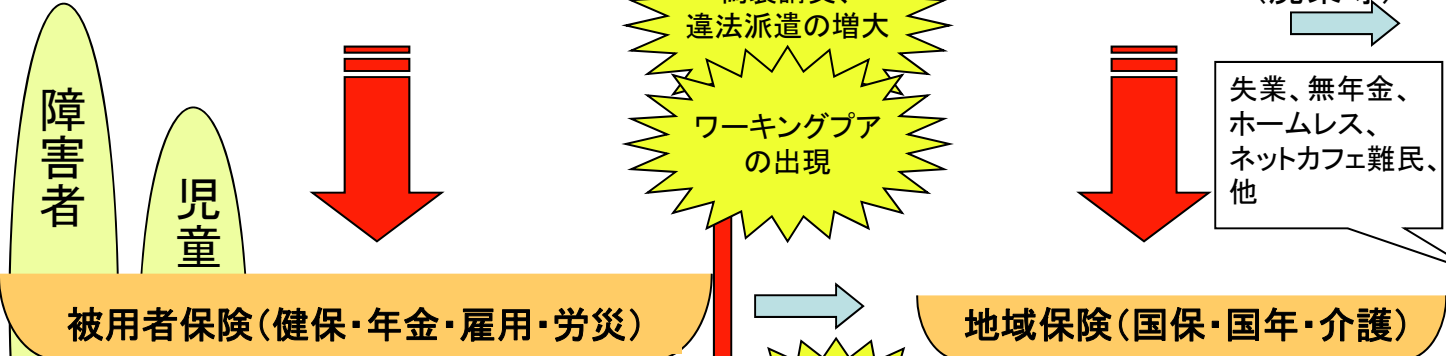 違法派遣の増大
ワーキングプア
の出現
失業、無年金、
ホームレス、
ネットカフェ難民、
他
障害者
児童
被用者保険(健保・年金・雇用・労災)
地域保険(国保・国年・介護)